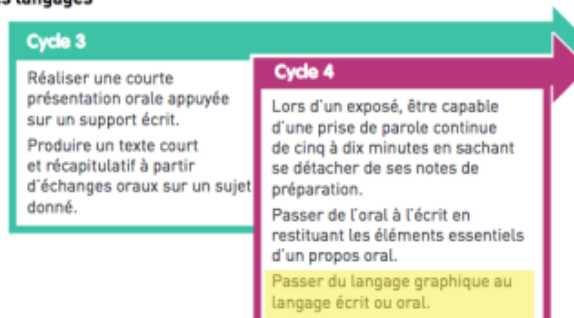 langages
Cycle 3
Réaliser une courte
présentation orale appuyée
sur un support écrit.
Produire un texte court
et récapitulatif à partir
d'échanges oraux sur un sujet
donné.
Cycle 4
Lors d'un exposé, être capable
d'une prise de parole continue
de cinq à dix minutes en sachant
se détacher de ses notes de
préparation.
Passer de l'oral à l'écrit en
restituant les éléments essentiels
d'un propos oral.
Passer du langage graphique au
langage écrit ou oral.